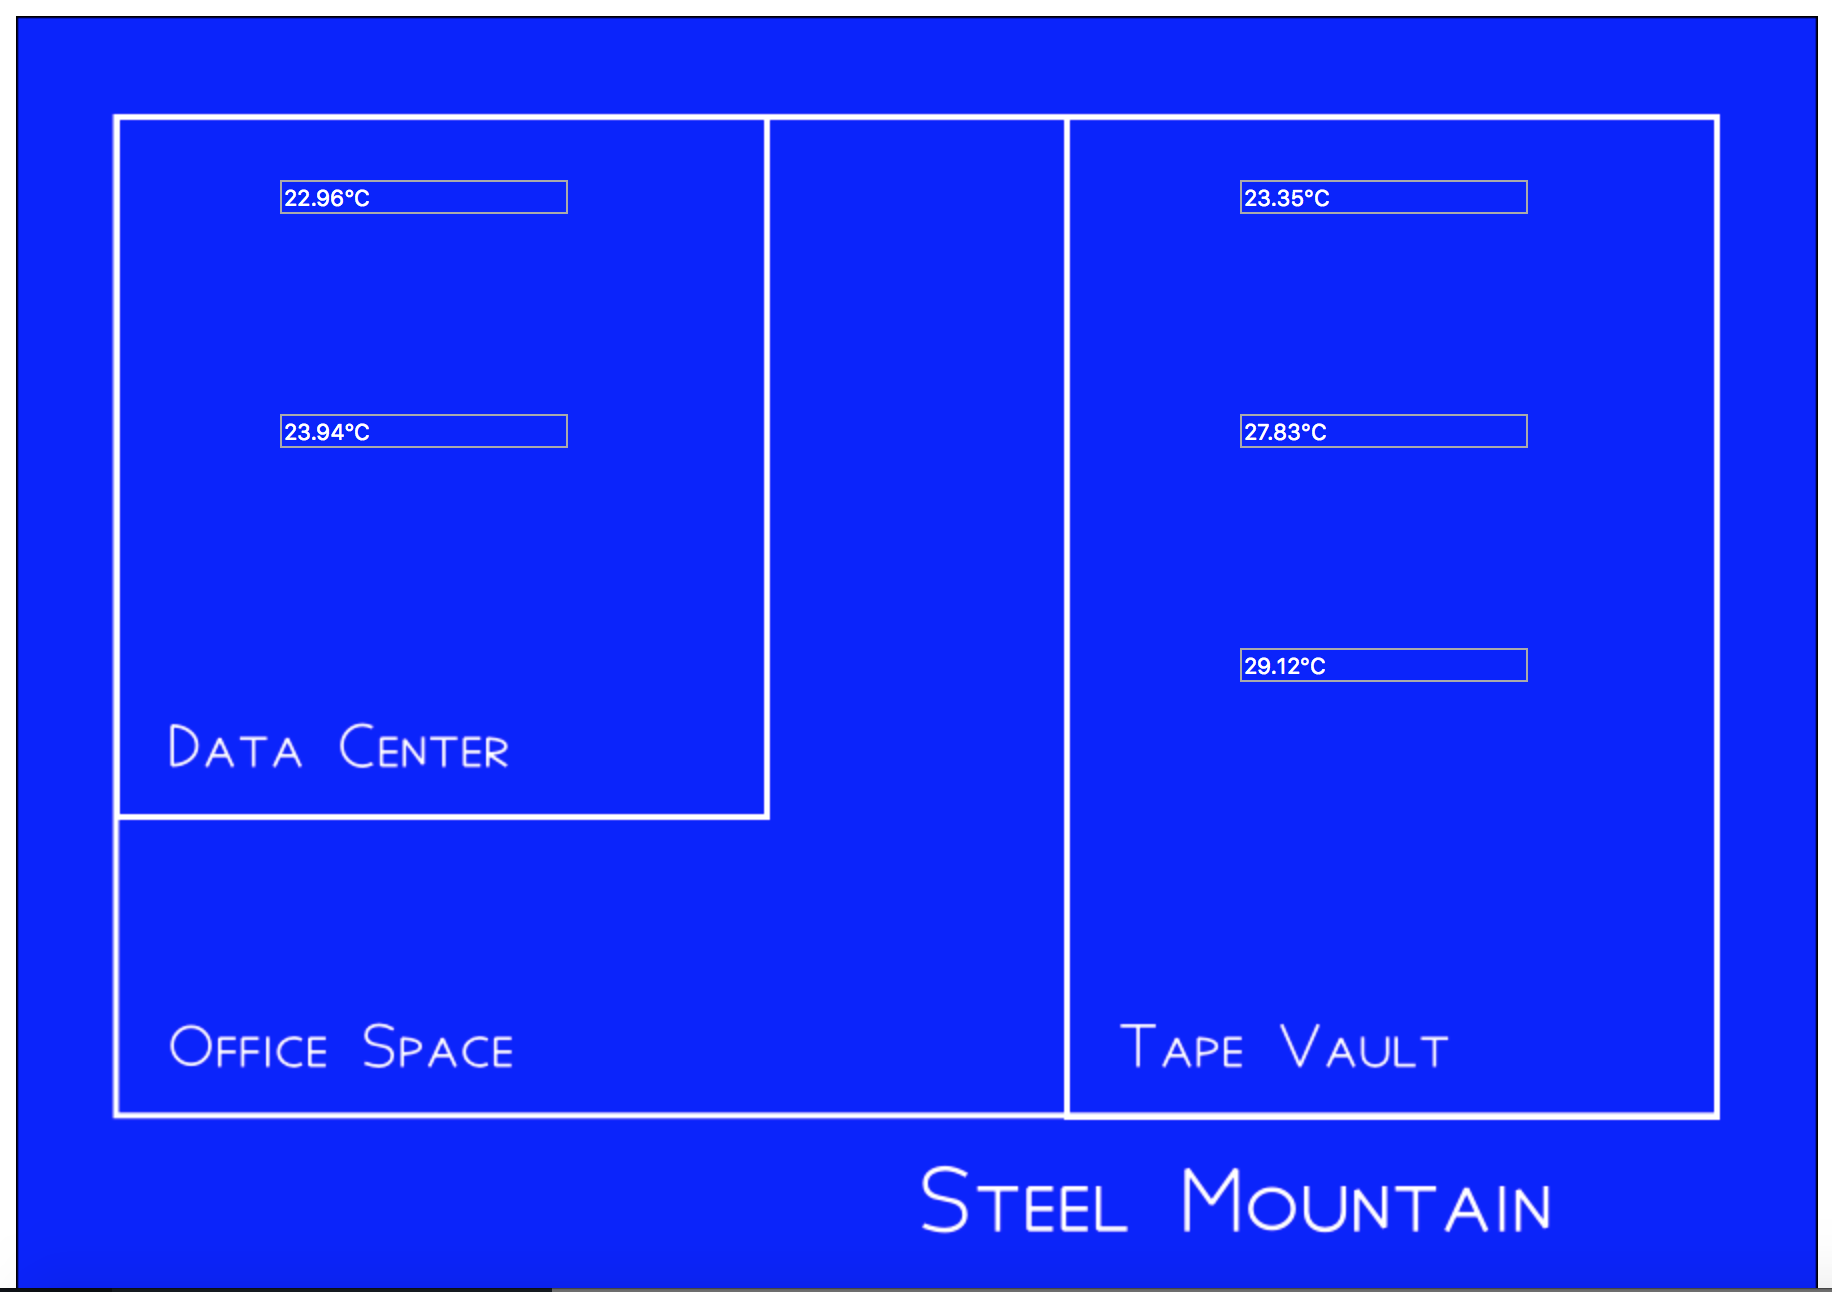 22.96°C
23.35°C
23.94°C
27.83°C
29.12°C
Data Center
Office Space
Tape Vault
Steel Mountain